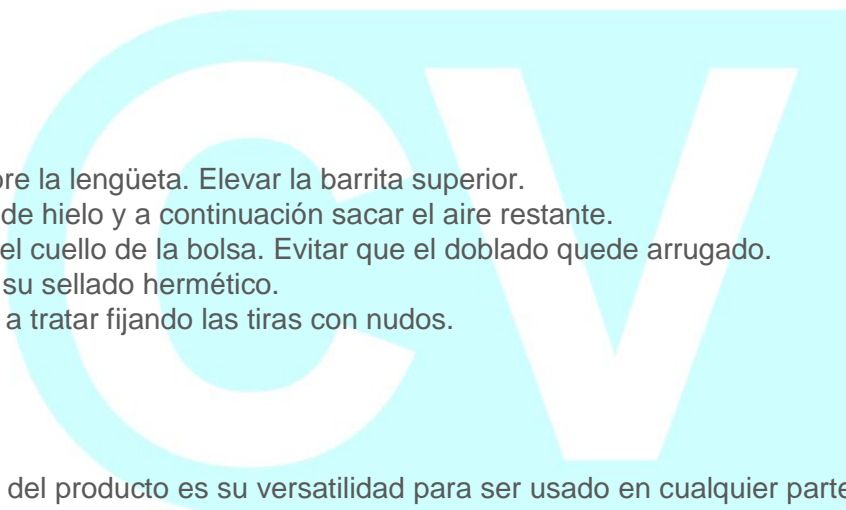 re la lengüeta. Elevar la barrita superior.
de hielo y a continuación sacar el aire restante.
el cuello de la bolsa. Evitar que el doblado quede arrugado.
su sellado hermético.
a tratar fijando las tiras con nudos.
del producto es su versatilidad para ser usado en cualquier parte
CV